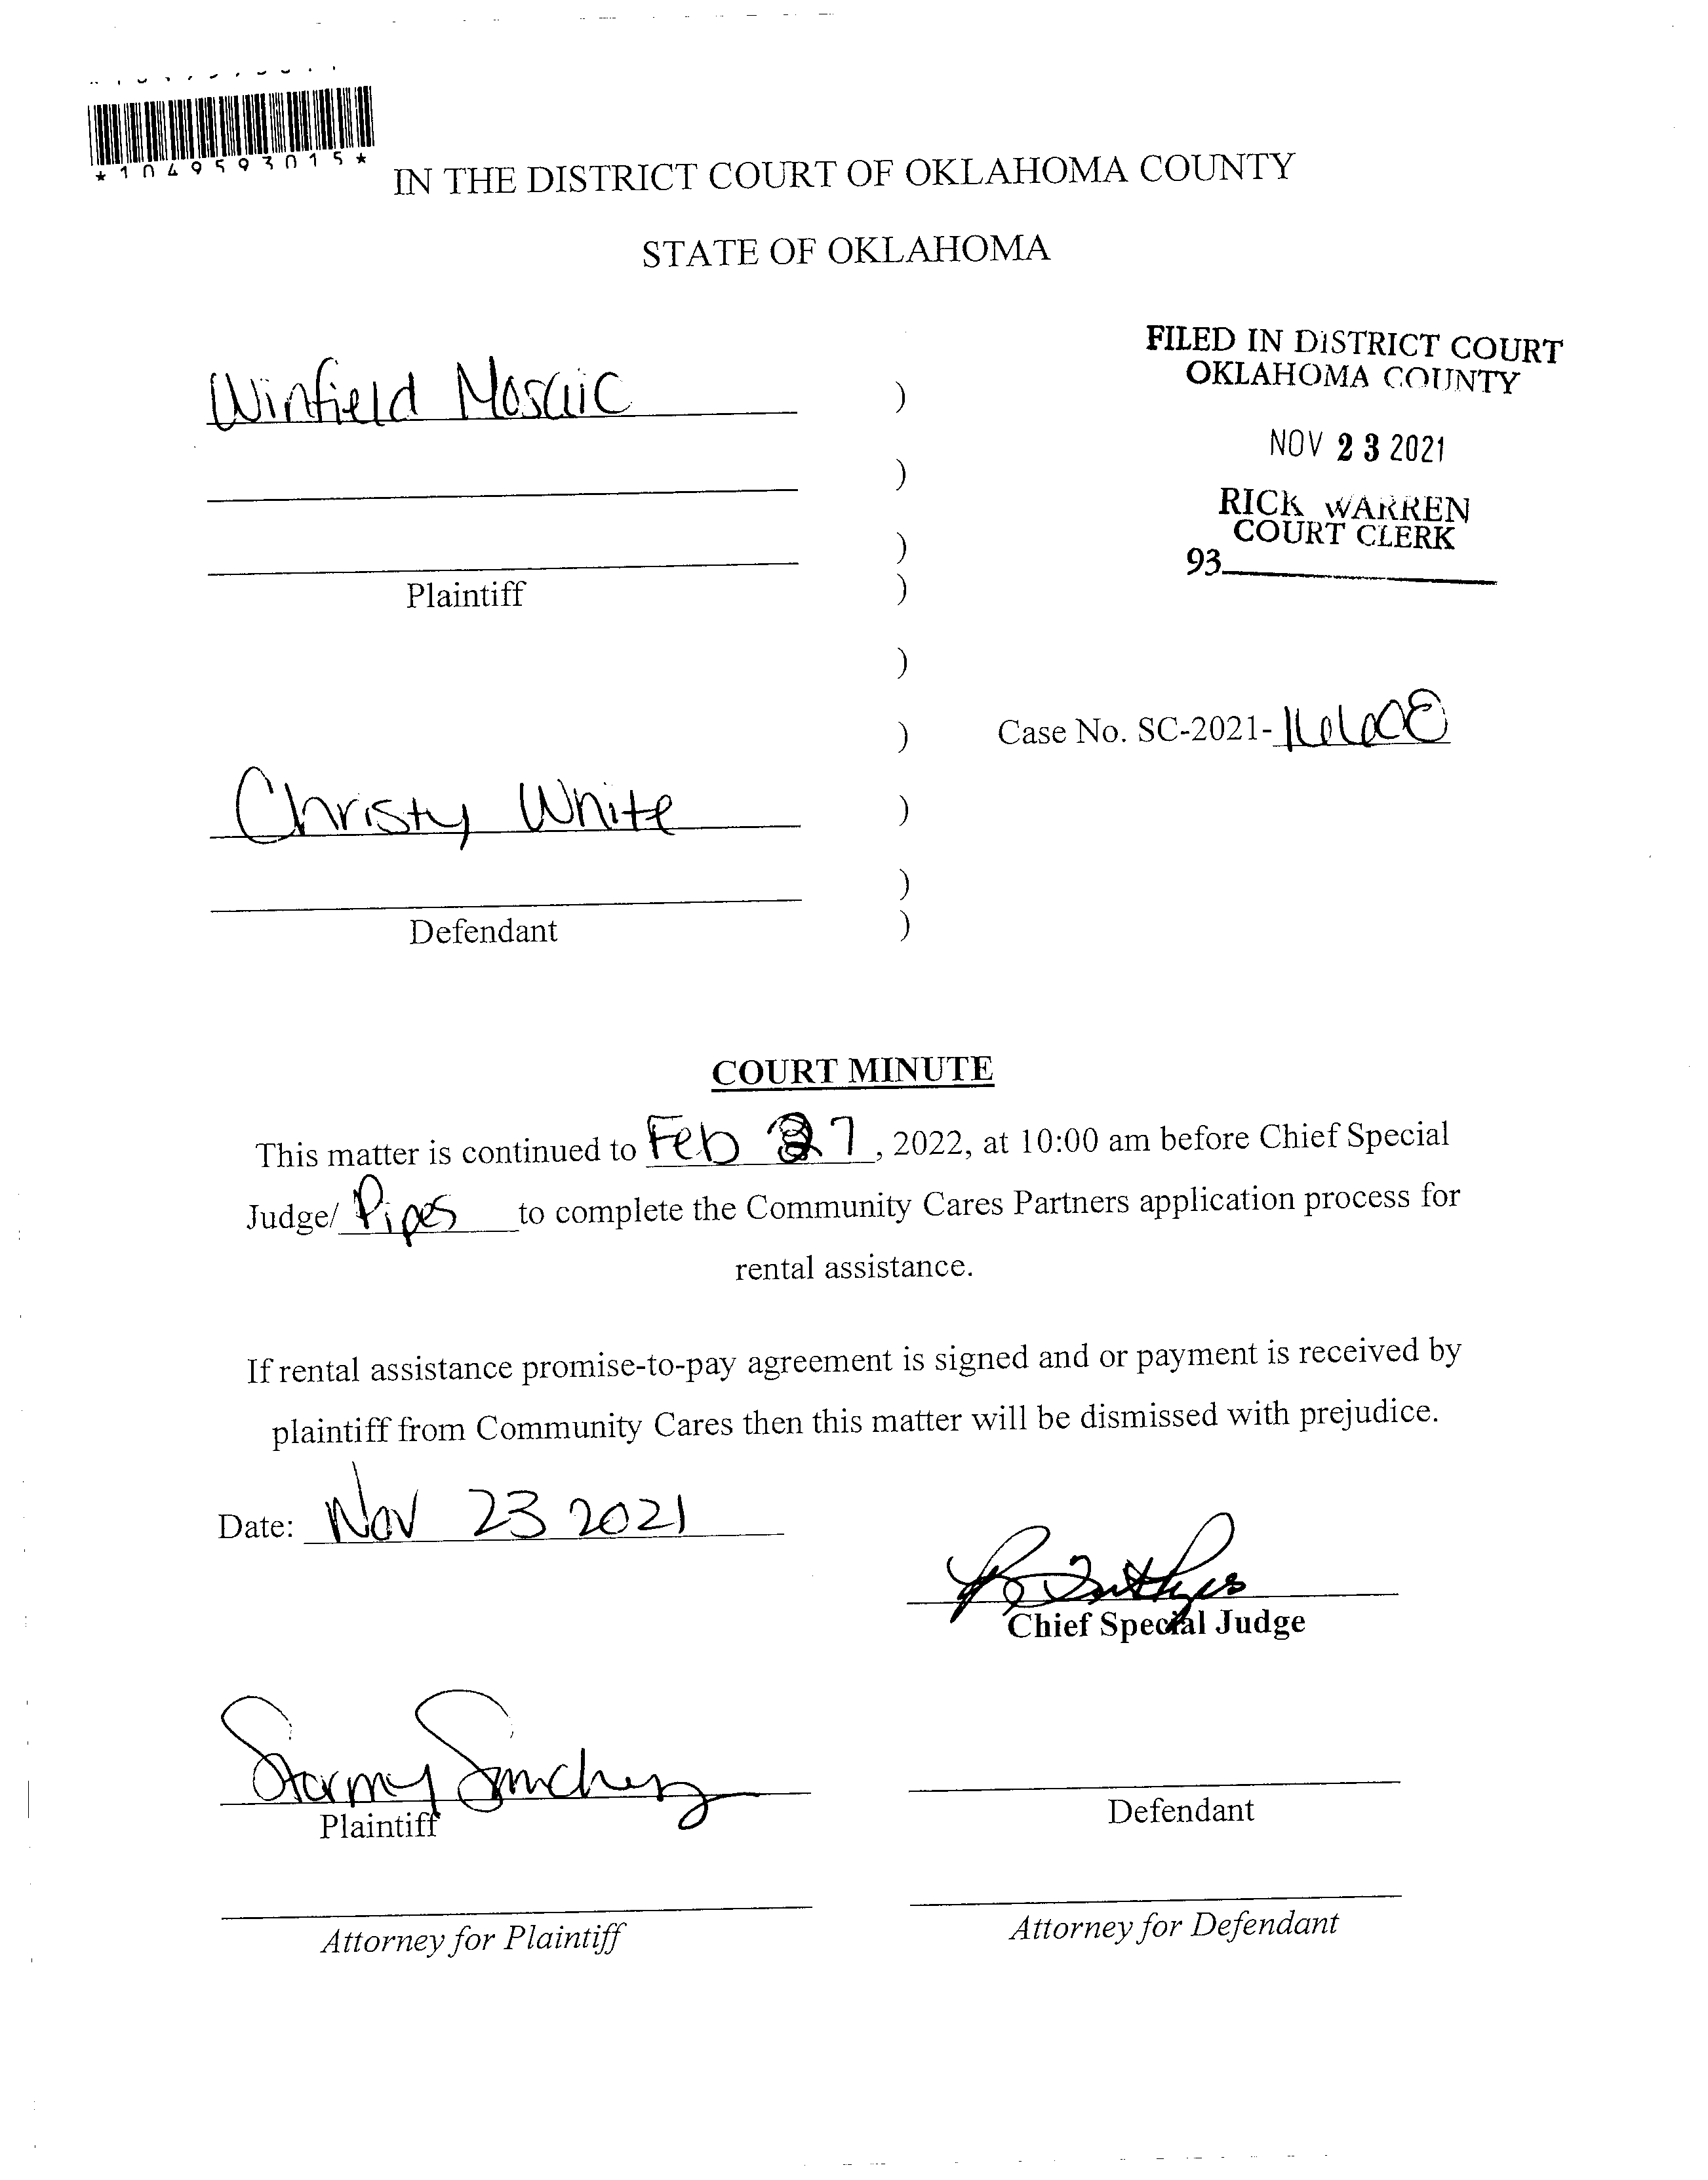 *1049593015*
IN THE DISTRICT COURT OF OKLAHOMA COUNTY
STATE OF OKLAHOMA
FILED IN DISTRICT COURT
OKLAHOMA COUNTY
NOV 23 2021
RICK WARREN
COURT CLERK
93
Winfield Mosaic )
)
)
Plaintiff )
)
) Case No. SC-2021-16608
Christy White )
)
Defendant )
COURT MINUTE
This matter is continued to Feb 7, 2022, at 10:00 am before Chief Special
Judge/ Pipes to complete the Community Cares Partners application process for
rental assistance.
If rental assistance promise-to-pay agreement is signed and or payment is received by
plaintiff from Community Cares then this matter will be dismissed with prejudice.
Date: Nov 23 2021
Chief Special Judge
Stormy Sanchez
Plaintiff
Defendant
Attorney for Plaintiff
Attorney for Defendant